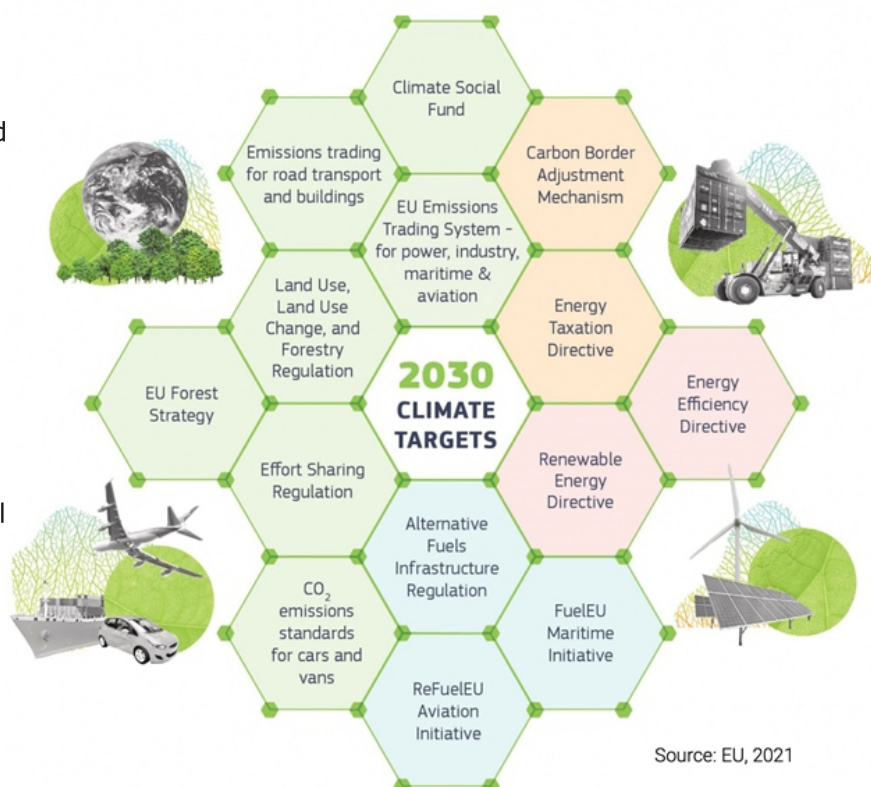 Climate Social
Fund
d
Emissions trading
for road transport
and buildings
Carbon Border
Adjustment
Mechanism
EU Emissions
Trading System -
for power, industry,
maritime &
aviation
Land Use,
Land Use
Change, and
Forestry
Regulation
Energy
Taxation
Directive
2030
CLIMATE
TARGETS
EU Forest
Strategy
Energy
Efficiency
Directive
Effort Sharing
Regulation
Renewable
Energy
Directive
l
Alternative
Fuels
Infrastructure
Regulation
CO₂
emissions
standards
for cars and
vans
FuelEU
Maritime
Initiative
ReFuelEU
Aviation
Initiative
Source: EU, 2021